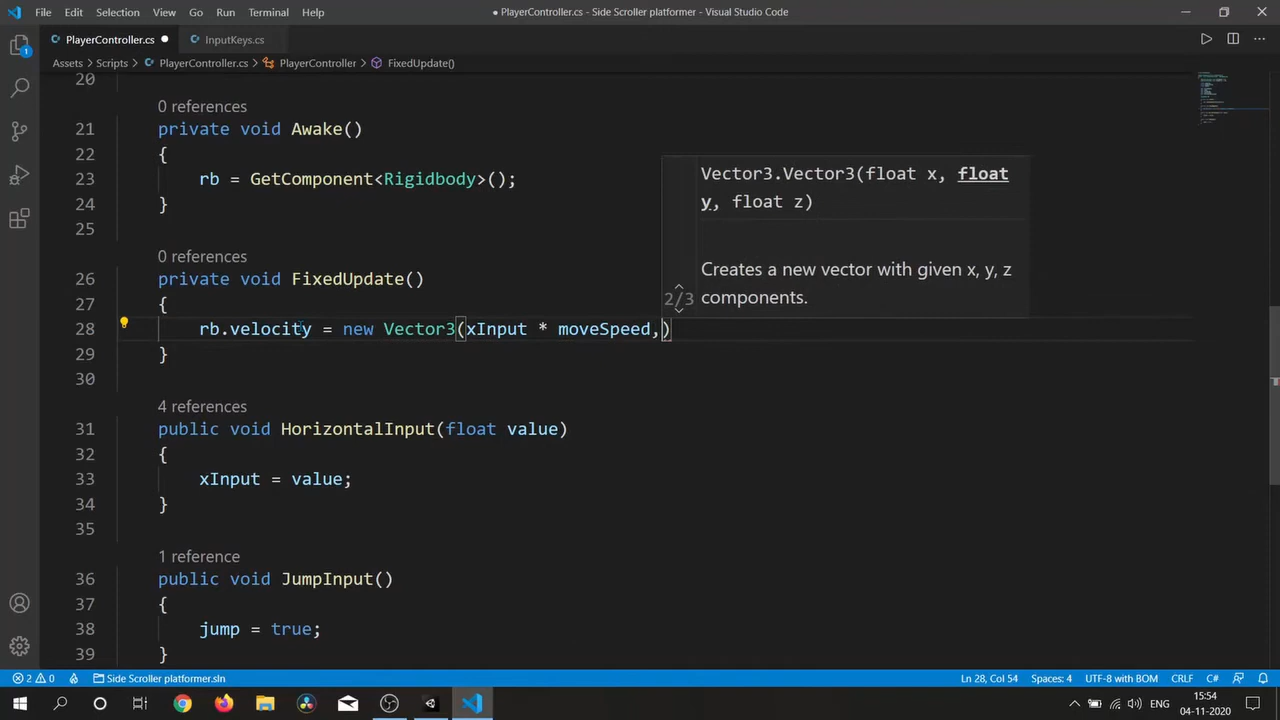 File Edit Selection View Go Run Terminal Help
● PlayerController.cs - Side Scroller platformer - Visual Studio Code
PlayerController.cs ● InputKeys.cs
Assets > Scripts > PlayerController.cs > PlayerController > FixedUpdate()
20
0 references
21 private void Awake()
22 {
23 rb = GetComponent<Rigidbody>();
24 }
25
0 references
26 private void FixedUpdate()
27 {
28 rb.velocity = new Vector3(xInput * moveSpeed,)
29 }
30
4 references
31 public void HorizontalInput(float value)
32 {
33 xInput = value;
34 }
35
1 reference
36 public void JumpInput()
37 {
38 jump = true;
39 }
Vector3.Vector3(float x, float
y, float z)
Creates a new vector with given x, y, z
2/3 components.
1
2 0 Side Scroller platformer.sln Ln 28, Col 54 Spaces: 4 UTF-8 with BOM CRLF C#
ENG
15:54
04-11-2020